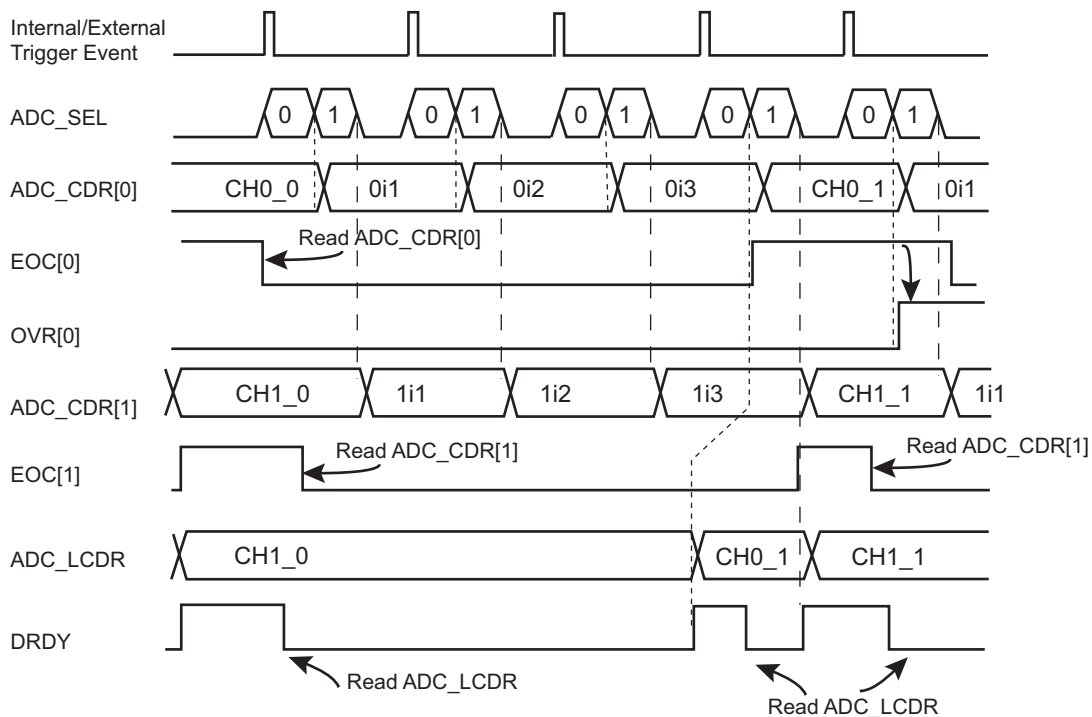 Internal/External
Trigger Event
ADC_SEL
0 1 0 1 0 1 0 1 0 1
ADC_CDR[0]
CH0_0 0i1 0i2 0i3 CH0_1 0i1
Read ADC_CDR[0]
EOC[0]
OVR[0]
ADC_CDR[1]
CH1_0 1i1 1i2 1i3 CH1_1 1i1
Read ADC_CDR[1] Read ADC_CDR[1]
EOC[1]
ADC_LCDR
CH1_0 CH0_1 CH1_1
DRDY
Read ADC_LCDR
Read ADC_LCDR